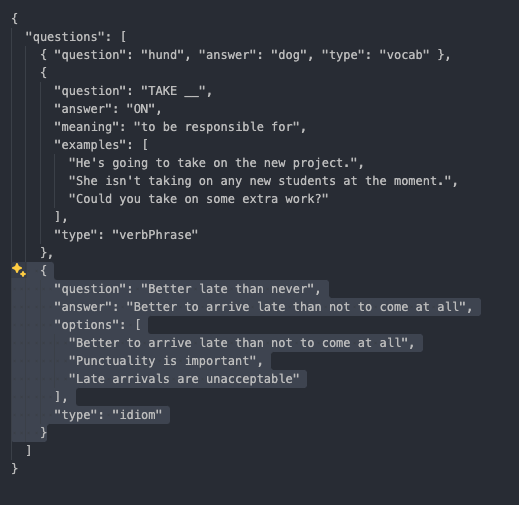 {
  "questions": [
    { "question": "hund", "answer": "dog", "type": "vocab" },
    {
      "question": "TAKE __",
      "answer": "ON",
      "meaning": "to be responsible for",
      "examples": [
        "He's going to take on the new project.",
        "She isn't taking on any new students at the moment.",
        "Could you take on some extra work?"
      ],
      "type": "verbPhrase"
    },
    {
      "question": "Better late than never",
      "answer": "Better to arrive late than not to come at all",
      "options": [
        "Better to arrive late than not to come at all",
        "Punctuality is important",
        "Late arrivals are unacceptable"
      ],
      "type": "idiom"
    }
  ]
}